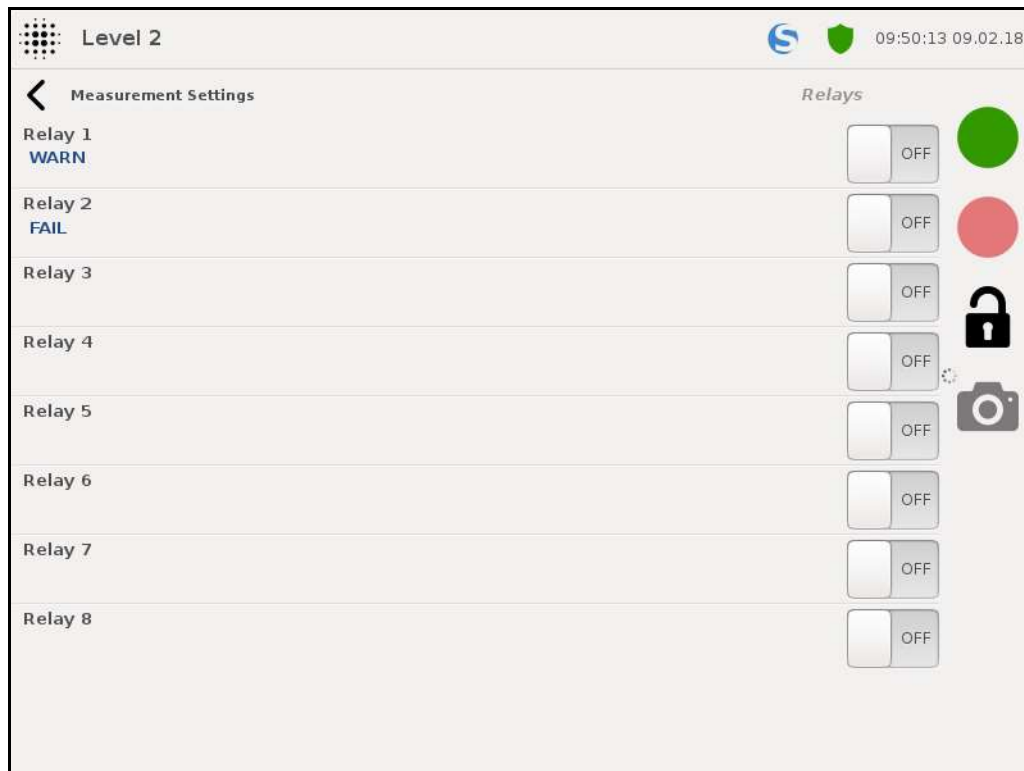 Level 2
09:50:13 09.02.18
Measurement Settings
Relays
Relay 1
WARN
OFF
Relay 2
FAIL
OFF
Relay 3
OFF
Relay 4
OFF
Relay 5
OFF
Relay 6
OFF
Relay 7
OFF
Relay 8
OFF